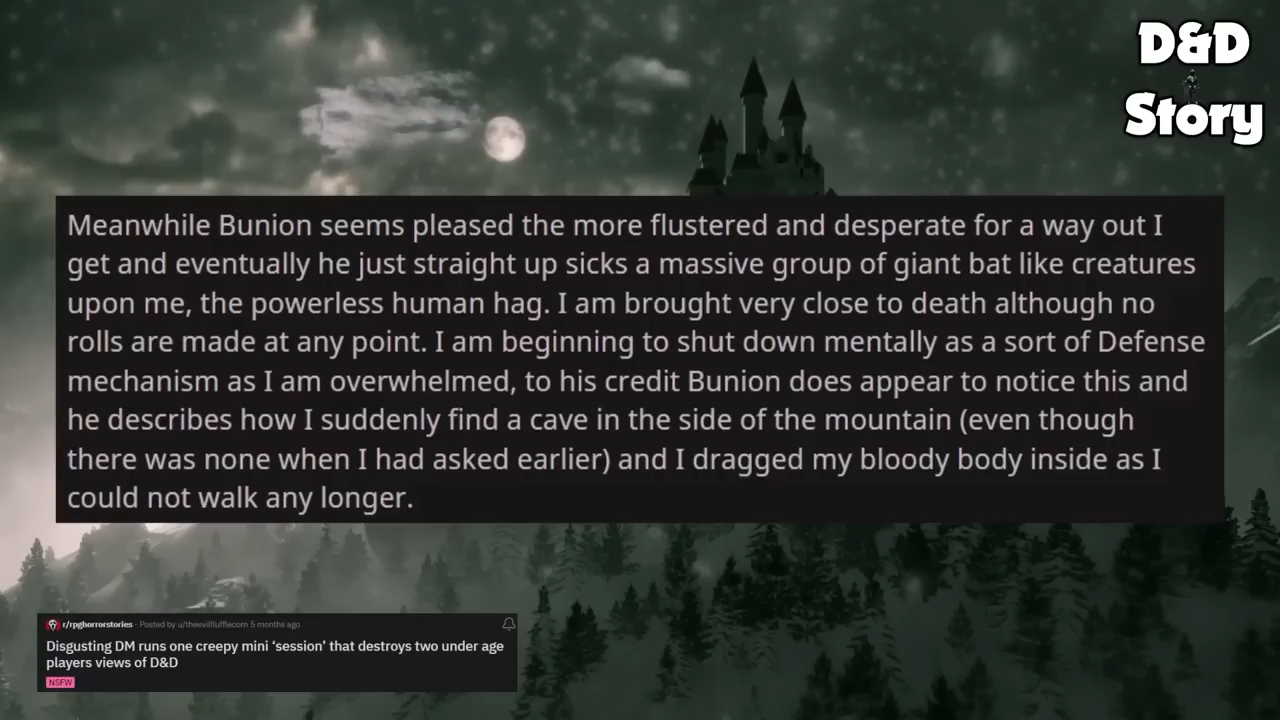 D&D
Story
Meanwhile Bunion seems pleased the more flustered and desperate for a way out I
get and eventually he just straight up sicks a massive group of giant bat like creatures
upon me, the powerless human hag. I am brought very close to death although no
rolls are made at any point. I am beginning to shut down mentally as a sort of Defense
mechanism as I am overwhelmed, to his credit Bunion does appear to notice this and
he describes how I suddenly find a cave in the side of the mountain (even though
there was none when I had asked earlier) and I dragged my bloody body inside as I
could not walk any longer.
r/rpghorrorstories · Posted by u/theevilfluffiecorn 5 months ago
Disgusting DM runs one creepy mini ‘session’ that destroys two under age
players views of D&D
NSFW